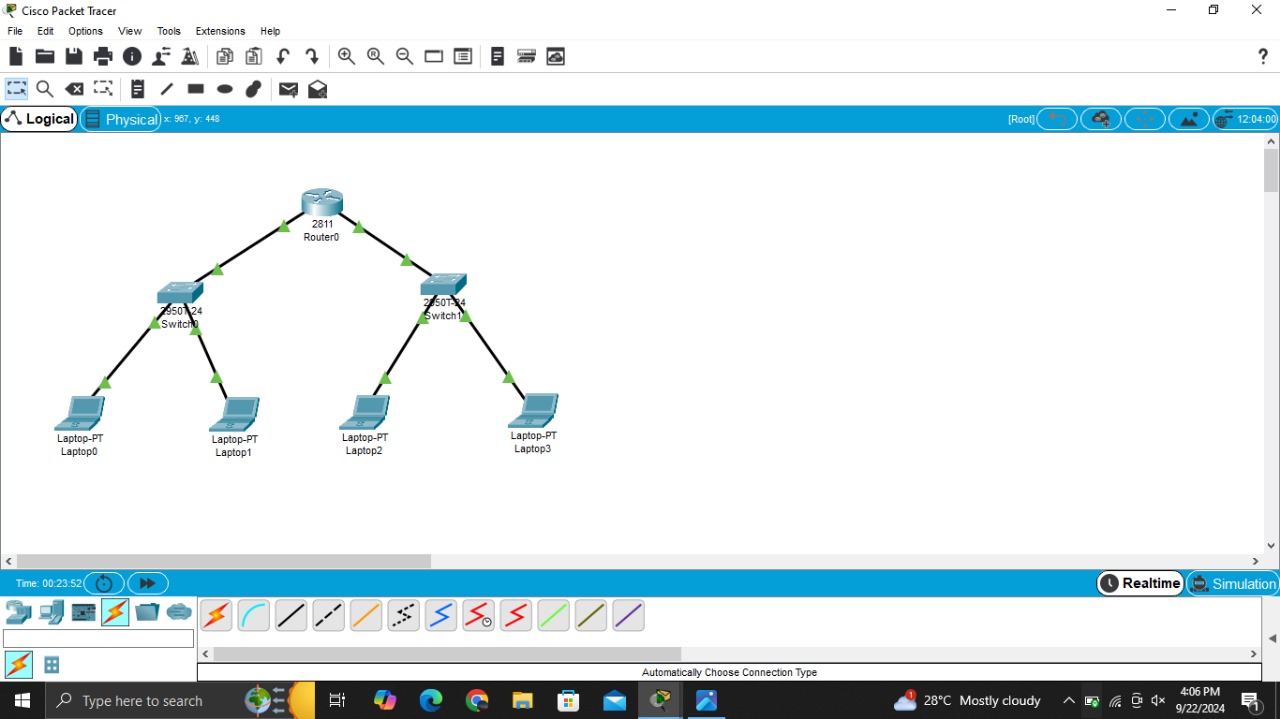 Cisco Packet Tracer
File Edit Options View Tools Extensions Help
Logical Physical x: 967, y: 448 [Root] 12:04:00
2811
Router0
2950T-24
Switch0
2950T-24
Switch1
Laptop-PT
Laptop0
Laptop-PT
Laptop1
Laptop-PT
Laptop2
Laptop-PT
Laptop3
Time: 00:23:52 Realtime Simulation
Automatically Choose Connection Type
Type here to search 28°C Mostly cloudy 4:06 PM
9/22/2024